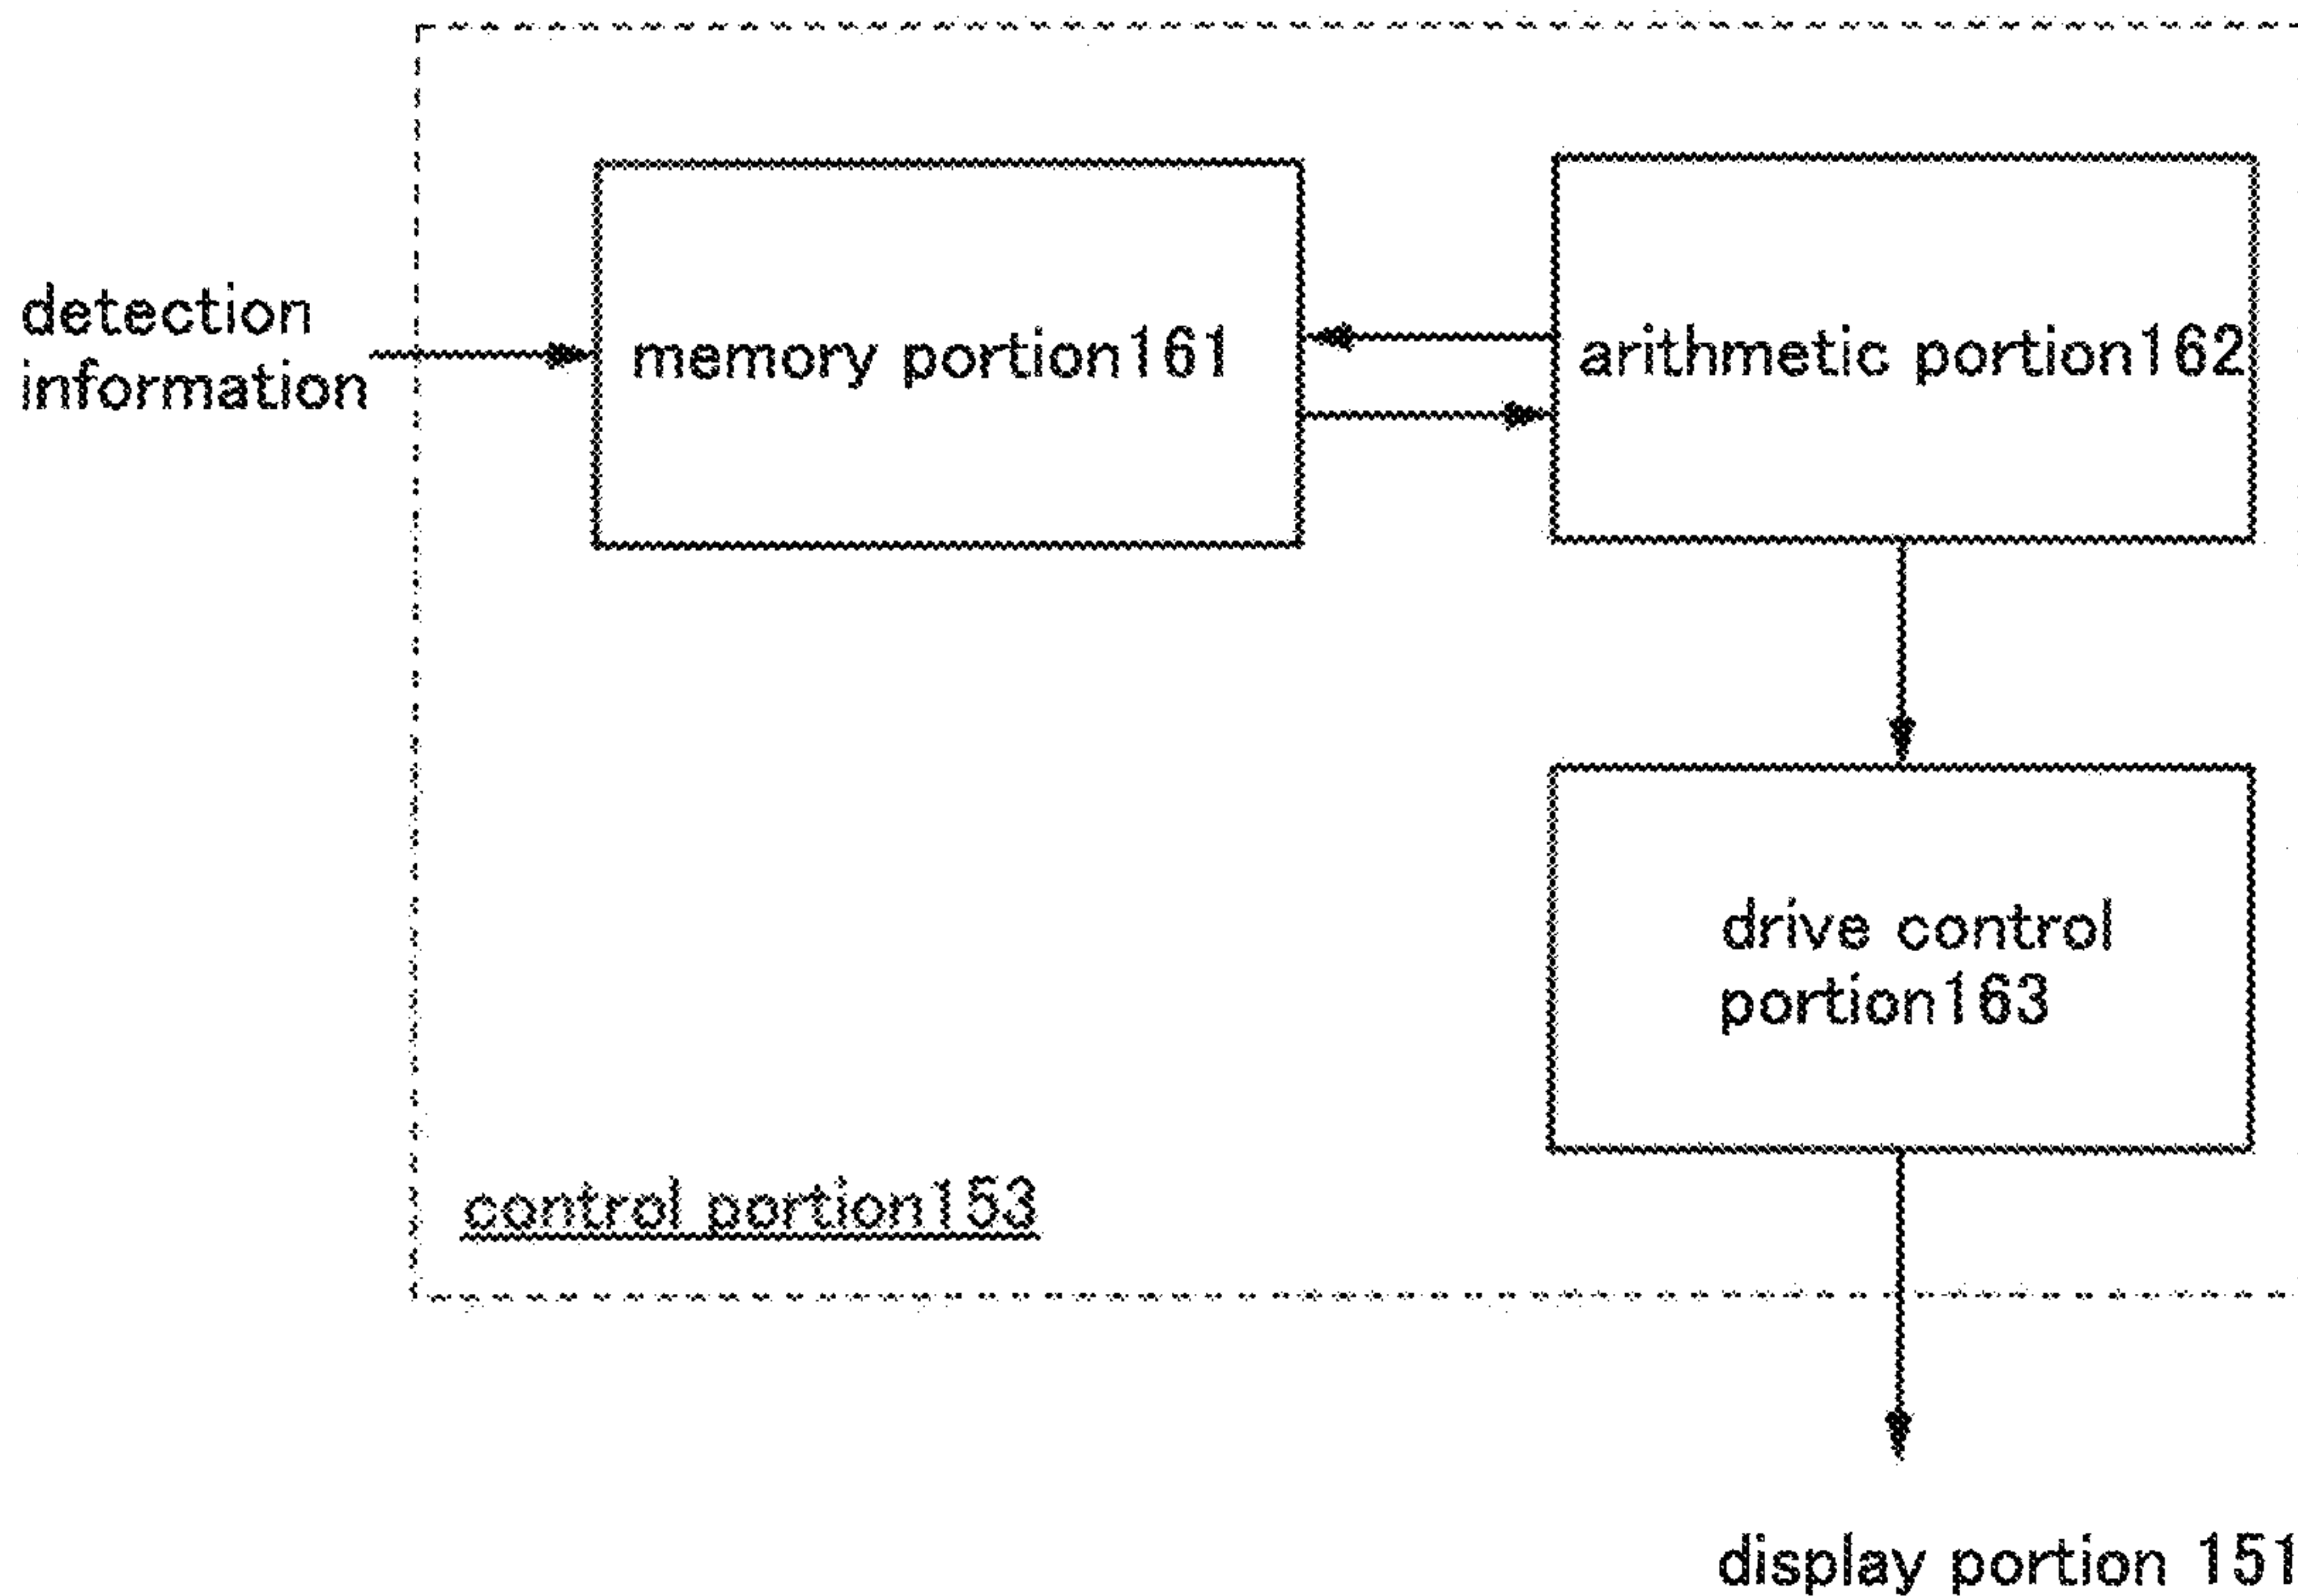 detection
information
memory portion161
arithmetic portion162
drive control
portion163
control portion153
display portion 151